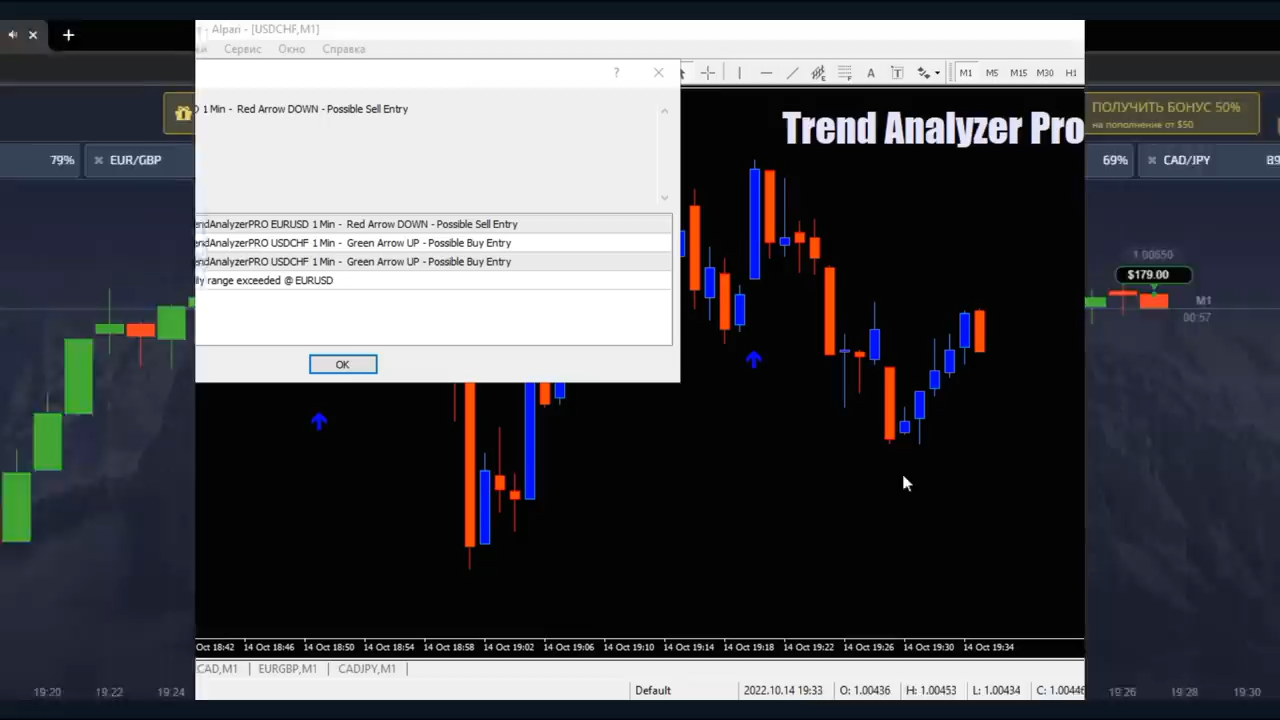 - Alpari - [USDCHF,M1]
Сервис Окно Справка
? 
M1 M5 M15 M30 H1
1 Min - Red Arrow DOWN - Possible Sell Entry
Trend Analyzer Pro
ПОЛУЧИТЬ БОНУС 50%
на пополнение от $50
79% EUR/GBP
69% CAD/JPY 89
ndAnalyzerPRO EURUSD 1 Min - Red Arrow DOWN - Possible Sell Entry
ndAnalyzerPRO USDCHF 1 Min - Green Arrow UP - Possible Buy Entry
ndAnalyzerPRO USDCHF 1 Min - Green Arrow UP - Possible Buy Entry
ly range exceeded @ EURUSD
1.00650
$179.00
M1
00:57
OK
Oct 18:42 14 Oct 18:46 14 Oct 18:50 14 Oct 18:54 14 Oct 18:58 14 Oct 19:02 14 Oct 19:06 14 Oct 19:10 14 Oct 19:14 14 Oct 19:18 14 Oct 19:22 14 Oct 19:26 14 Oct 19:30 14 Oct 19:34
CAD,M1 EURGBP,M1 CADJPY,M1
Default 2022.10.14 19:33 O: 1.00436 H: 1.00453 L: 1.00434 C: 1.00446
19:20 19:22 19:24 19:26 19:28 19:30